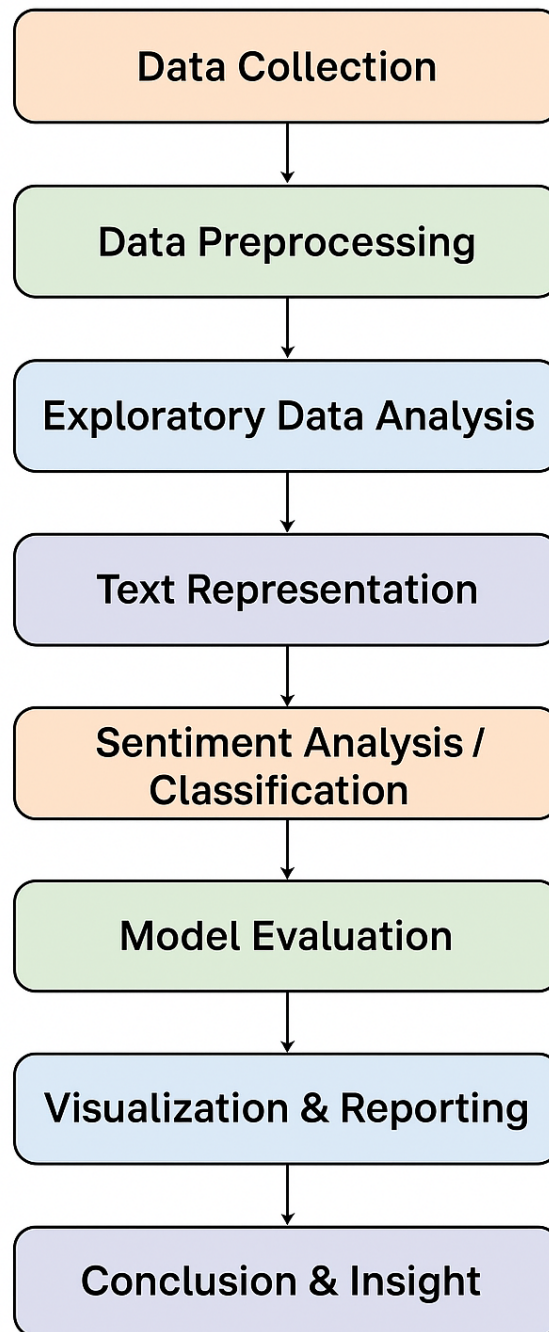 Data Collection
Data Preprocessing
Exploratory Data Analysis
Text Representation
Sentiment Analysis /
Classification
Model Evaluation
Visualization & Reporting
Conclusion & Insight